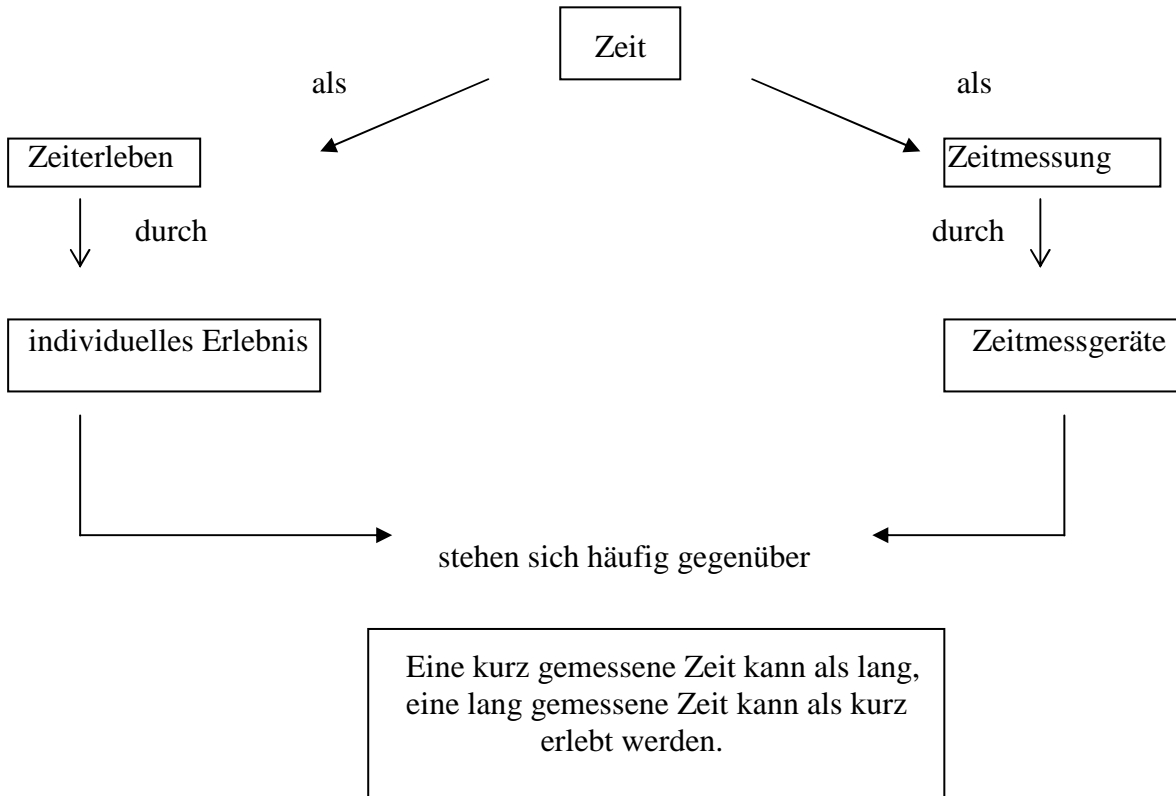 Zeit
als
als
Zeiterleben
Zeitmessung
durch
durch
individuelles Erlebnis
Zeitmessgeräte
stehen sich häufig gegenüber
Eine kurz gemessene Zeit kann als lang,
eine lang gemessene Zeit kann als kurz
erlebt werden.